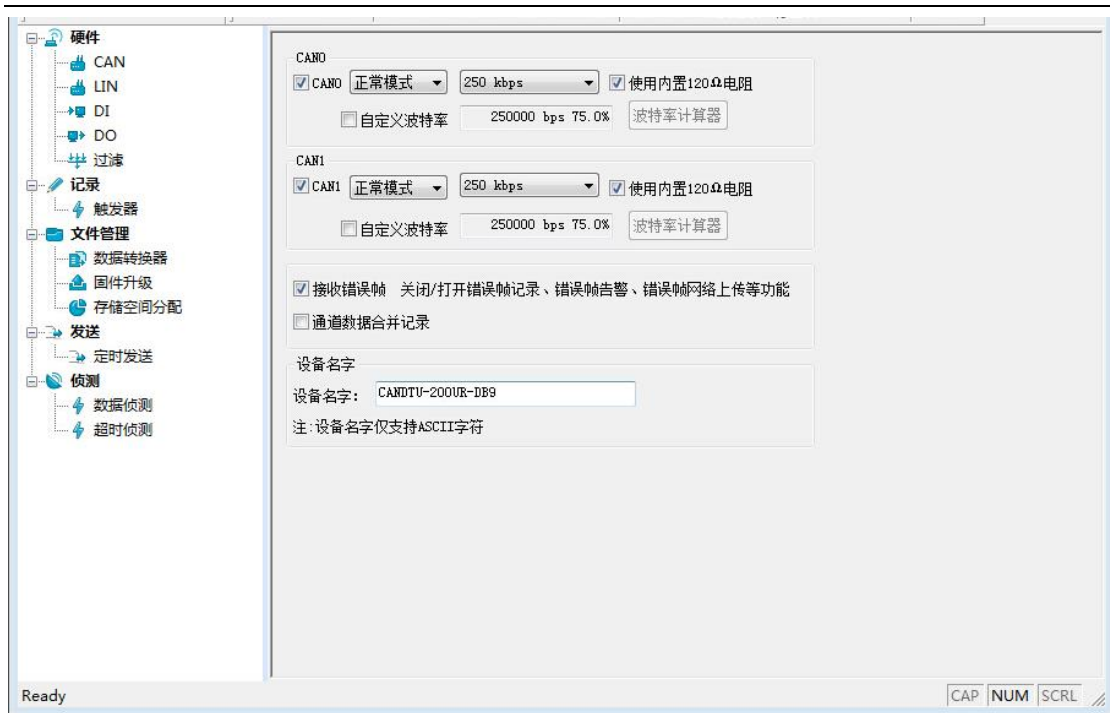 硬件
CAN
LIN
DI
DO
过滤
记录
触发器
文件管理
数据转换器
固件升级
存储空间分配
发送
定时发送
侦测
数据侦测
超时侦测
CAN0
CAN0 正常模式 250 kbps 使用内置120Ω电阻
自定义波特率 250000 bps 75.0% 波特率计算器
CAN1
CAN1 正常模式 250 kbps 使用内置120Ω电阻
自定义波特率 250000 bps 75.0% 波特率计算器
接收错误帧 关闭/打开错误帧记录、错误帧告警、错误帧网络上传等功能
通道数据合并记录
设备名字
设备名字: CANDTU-200UR-DB9
注:设备名字仅支持ASCII字符
Ready CAP NUM SCRL